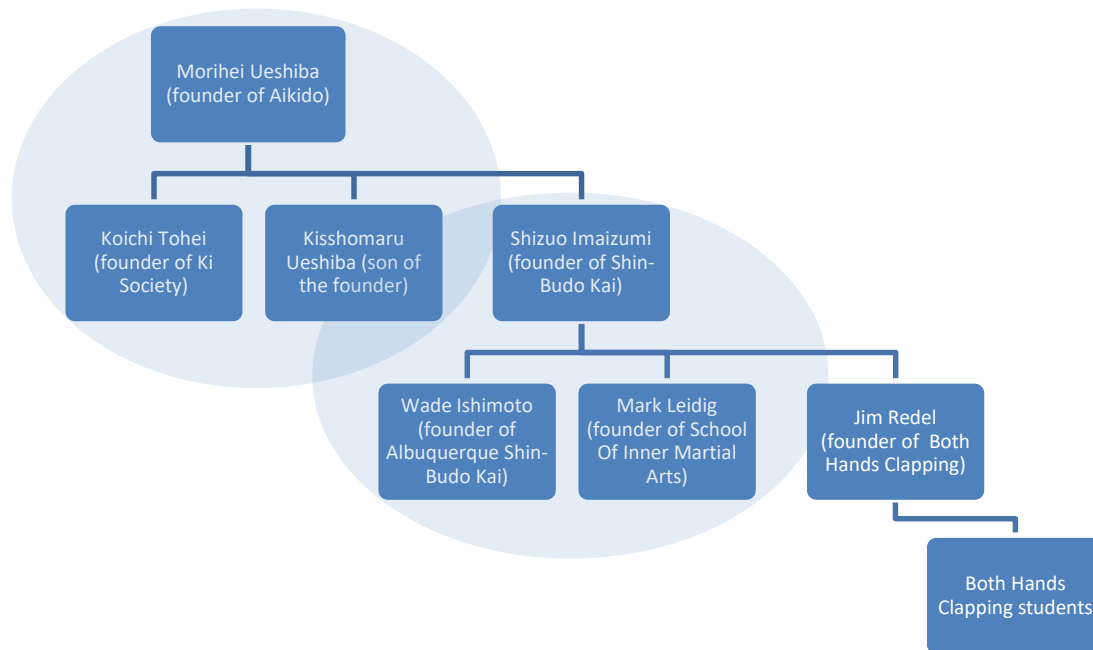 Morihei Ueshiba
(founder of Aikido)
Koichi Tohei
(founder of Ki
Society)
Kisshomaru
Ueshiba (son of
the founder)
Shizuo Imaizumi
(founder of Shin-
Budo Kai)
Wade Ishimoto
(founder of
Albuquerque Shin-
Budo Kai)
Mark Leidig
(founder of School
Of Inner Martial
Arts)
Jim Redel
(founder of  Both
Hands Clapping)
Both Hands
Clapping students